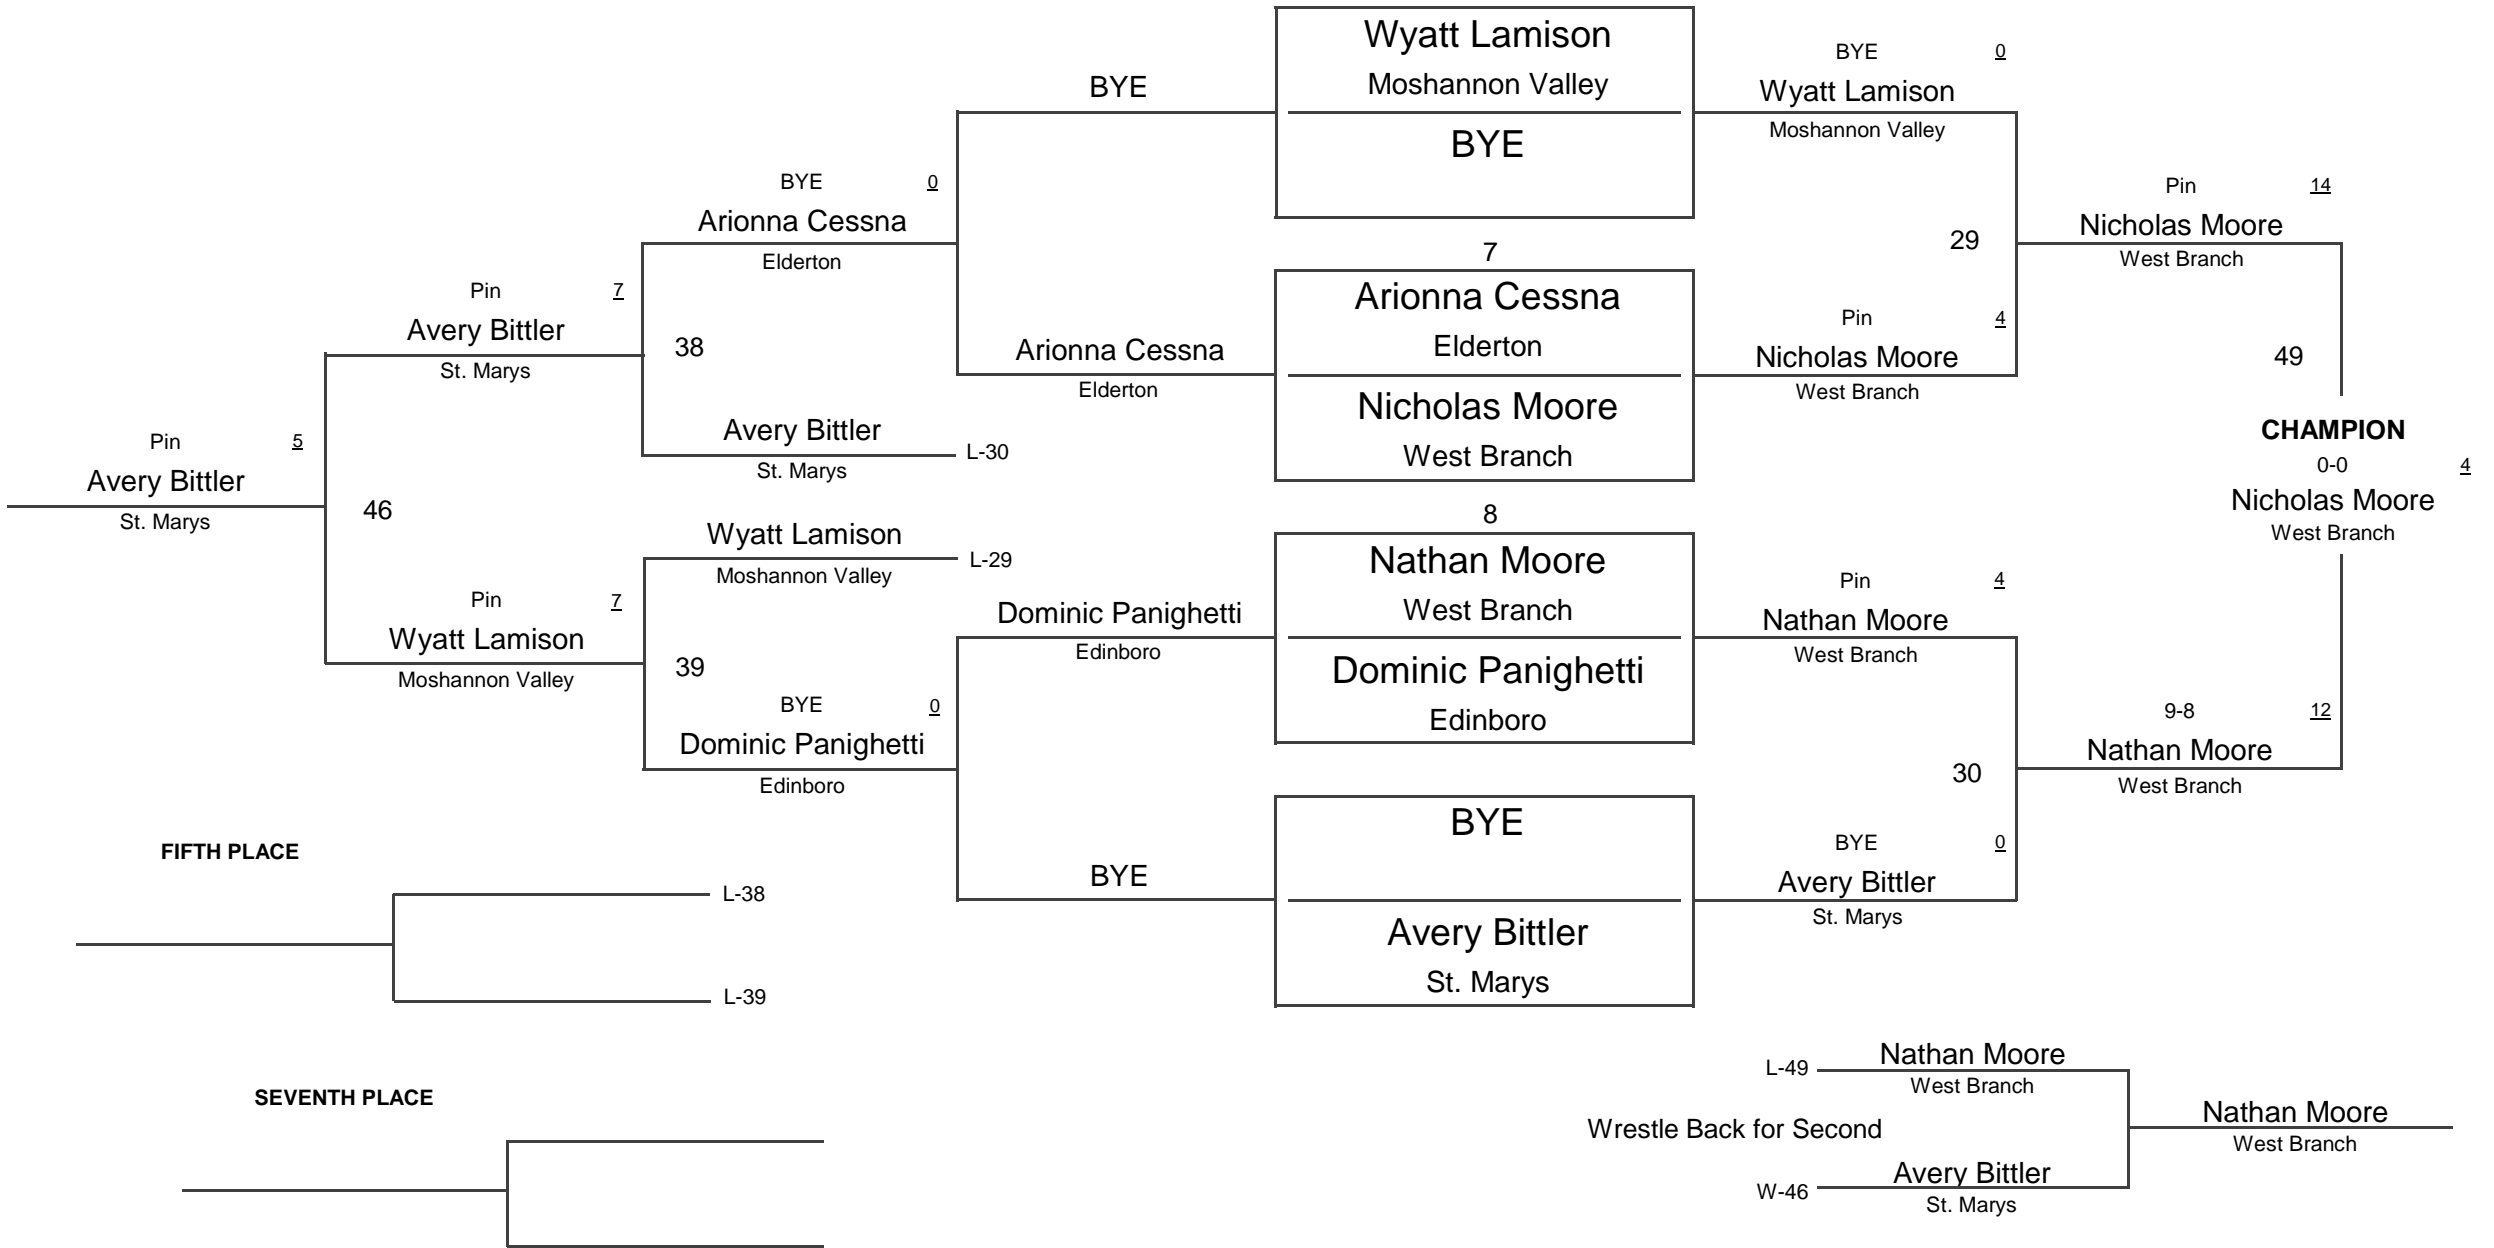 Wyatt Lamison
Moshannon Valley
BYE
7
Arionna Cessna
Elderton
Nicholas Moore
West Branch
8
Nathan Moore
West Branch
Dominic Panighetti
Edinboro
BYE
Avery Bittler
St. Marys
BYE 0
Wyatt Lamison
Moshannon Valley
29
Pin 4
Nicholas Moore
West Branch
Pin 4
Nathan Moore
West Branch
30
BYE 0
Avery Bittler
St. Marys
Pin 14
Nicholas Moore
West Branch
49
CHAMPION
0-0 4
Nicholas Moore
West Branch
9-8 12
Nathan Moore
West Branch
BYE
Arionna Cessna
Elderton
Dominic Panighetti
Edinboro
BYE
BYE 0
Arionna Cessna
Elderton
38
Avery Bittler
L-30
St. Marys
Wyatt Lamison
L-29
Moshannon Valley
39
BYE 0
Dominic Panighetti
Edinboro
Pin 7
Avery Bittler
St. Marys
46
Pin 7
Wyatt Lamison
Moshannon Valley
Pin 5
Avery Bittler
St. Marys
FIFTH PLACE
L-38
L-39
SEVENTH PLACE
L-49
Nathan Moore
West Branch
Wrestle Back for Second
W-46
Avery Bittler
St. Marys
Nathan Moore
West Branch